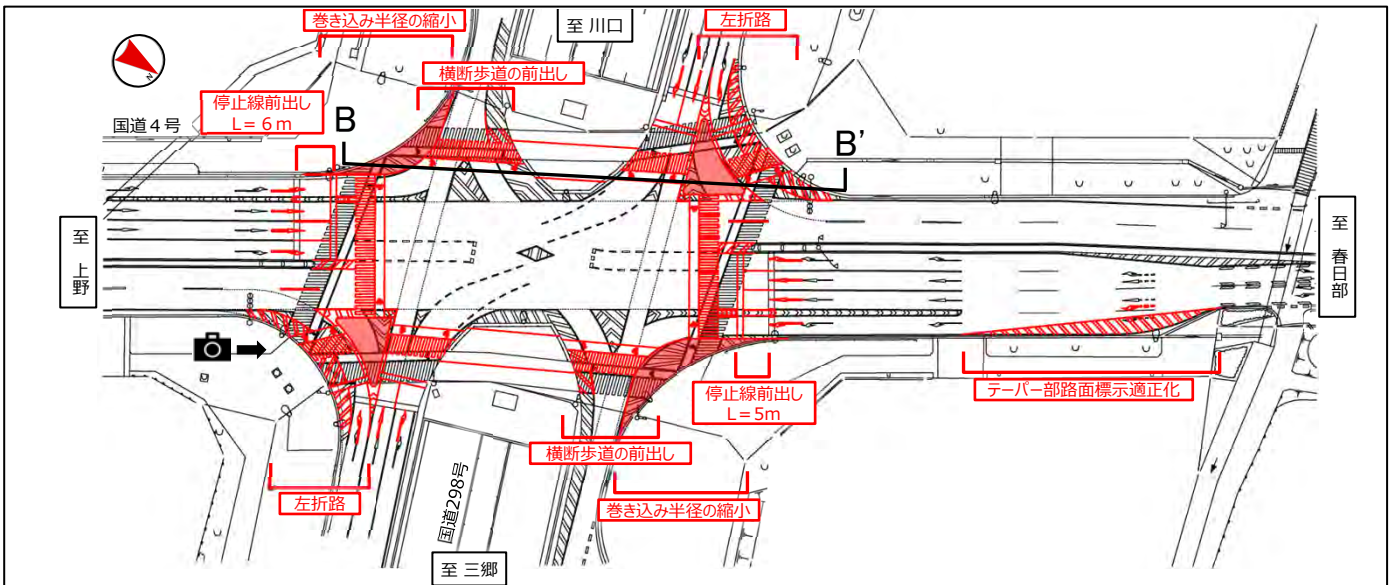 巻き込み半径の縮小
至 川口
左折路
横断歩道の前出し
停止線前出し
L=6m
N
国道4号
B
B'
至 上野
至 春日部
停止線前出し
L=5m
テーパー部路面標示適正化
横断歩道の前出し
左折路
国道298号
巻き込み半径の縮小
至 三郷